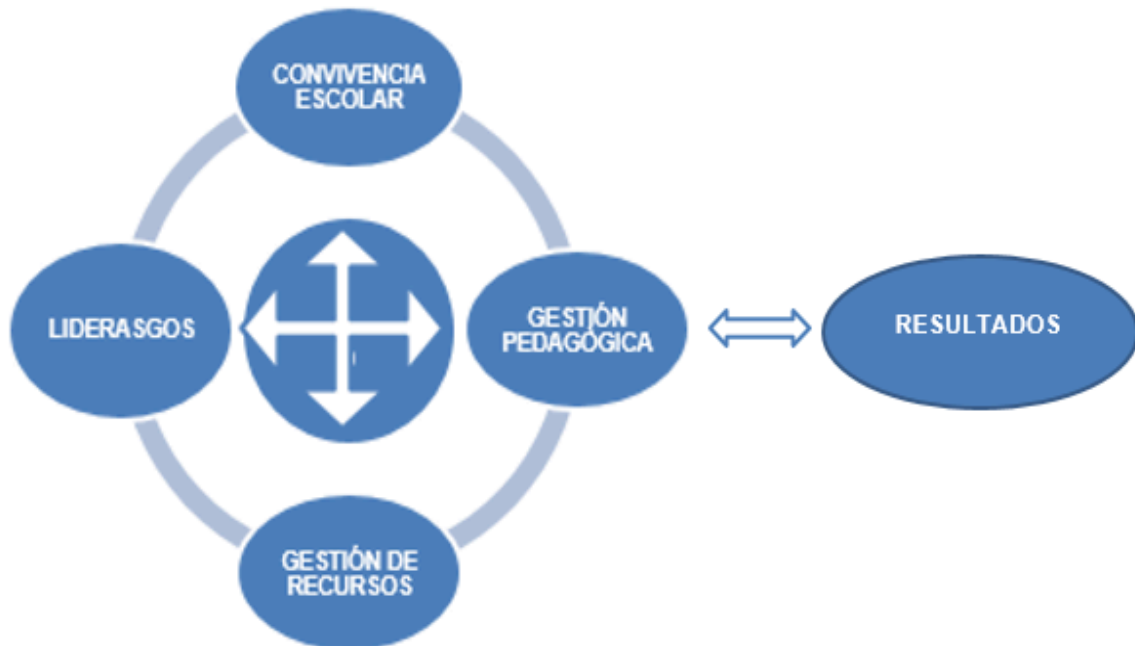 CONVIVENCIA
ESCOLAR
LIDERASGOS
GESTIÓN
PEDAGÓGICA
RESULTADOS
GESTIÓN DE
RECURSOS